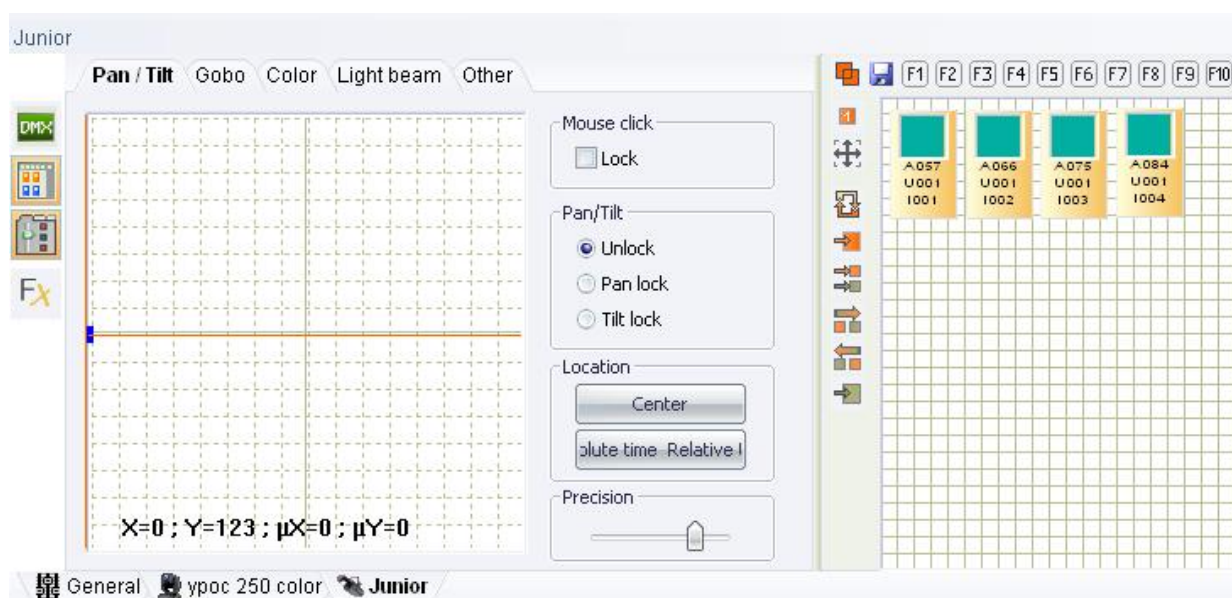 Junior
Pan / Tilt Gobo Color Light beam Other
F1 F2 F3 F4 F5 F6 F7 F8 F9 F10
DMX
Fx
Mouse click
Lock
Pan/Tilt
Unlock
Pan lock
Tilt lock
Location
Center
olute time Relative
Precision
X=0 ; Y=123 ; µX=0 ; µY=0
1
A057 A066 A075 A084
U001 U001 U001 U001
I001 I002 I003 I004
General ypoc 250 color Junior